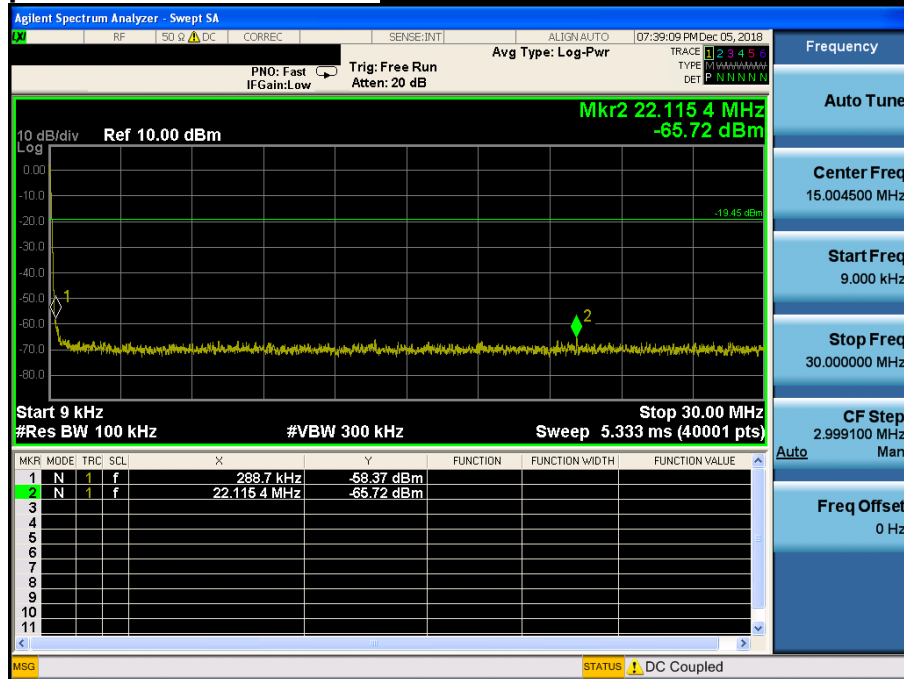 Agilent Spectrum Analyzer - Swept SA
LXI RF 50 Ω DC CORREC SENSE:INT ALIGN AUTO 07:39:09 PM Dec 05, 2018
Avg Type: Log-Pwr
PNO: Fast
IFGain:Low
Trig: Free Run
Atten: 20 dB
TRACE 1 2 3 4 5 6
TYPE M W W W W W
DET P N N N N N
Mkr2 22.115 4 MHz
-65.72 dBm
10 dB/div Ref 10.00 dBm
Log
0.00
-10.0
-20.0
-30.0
-40.0
-50.0
-60.0
-70.0
-80.0
-19.45 dBm
1
2
Start 9 kHz Stop 30.00 MHz
#Res BW 100 kHz #VBW 300 kHz Sweep 5.333 ms (40001 pts)
MKR MODE TRC SCL X Y FUNCTION FUNCTION WIDTH FUNCTION VALUE
1 N 1 f 288.7 kHz -58.37 dBm
2 N 1 f 22.115 4 MHz -65.72 dBm
3
4
5
6
7
8
9
10
11
MSG STATUS DC Coupled
Frequency
Auto Tune
Center Freq
15.004500 MHz
Start Freq
9.000 kHz
Stop Freq
30.000000 MHz
CF Step
2.999100 MHz
Auto Man
Freq Offset
0 Hz